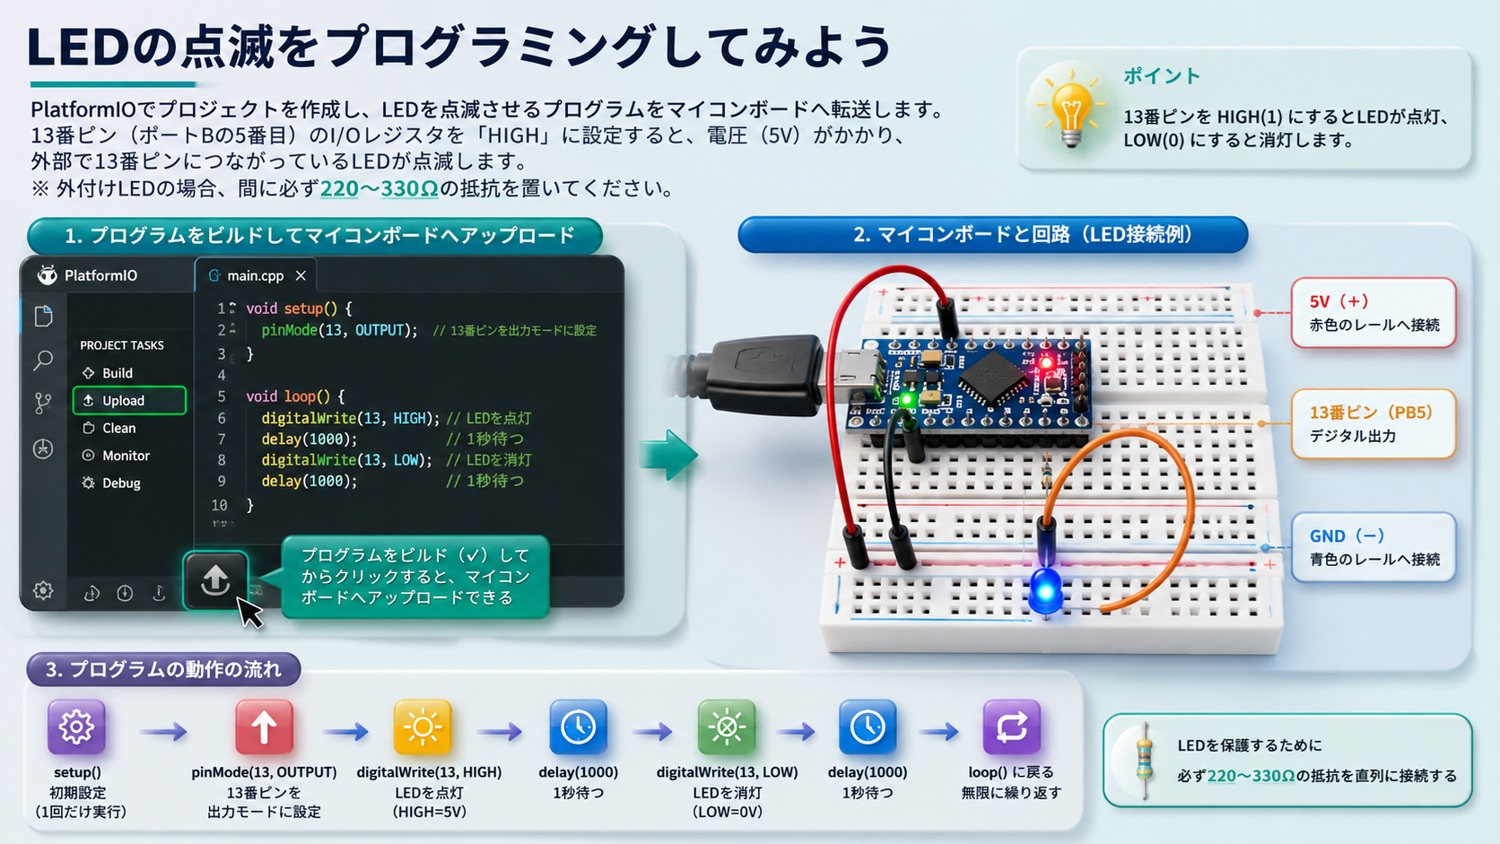 LEDの点滅をプログラミングしてみよう
PlatformIOでプロジェクトを作成し、LEDを点滅させるプログラムをマイコンボードへ転送します。
13番ピン（ポートBの5番目）のI/Oレジスタを「HIGH」に設定すると、電圧（5V）がかかり、
外部で13番ピンにつながっているLEDが点滅します。
※ 外付けLEDの場合、間に必ず220〜330Ωの抵抗を置いてください。
ポイント
13番ピンを HIGH(1) にするとLEDが点灯、
LOW(0) にすると消灯します。
1. プログラムをビルドしてマイコンボードへアップロード
PlatformIO
main.cpp ×
PROJECT TASKS
Build
Upload
Clean
Monitor
Debug
1 void setup() {
2 pinMode(13, OUTPUT); // 13番ピンを出力モードに設定
3 }
4
5 void loop() {
6 digitalWrite(13, HIGH); // LEDを点灯
7 delay(1000); // 1秒待つ
8 digitalWrite(13, LOW); // LEDを消灯
9 delay(1000); // 1秒待つ
10 }
プログラムをビルド（✓）して
からクリックすると、マイコン
ボードへアップロードできる
2. マイコンボードと回路（LED接続例）
5V（＋）
赤色のレールへ接続
13番ピン（PB5）
デジタル出力
GND（－）
青色のレールへ接続
3. プログラムの動作の流れ
setup()
初期設定
（1回だけ実行）
pinMode(13, OUTPUT)
13番ピンを
出力モードに設定
digitalWrite(13, HIGH)
LEDを点灯
（HIGH=5V）
delay(1000)
1秒待つ
digitalWrite(13, LOW)
LEDを消灯
（LOW=0V）
delay(1000)
1秒待つ
loop() に戻る
無限に繰り返す
LEDを保護するために
必ず220〜330Ωの抵抗を直列に接続する